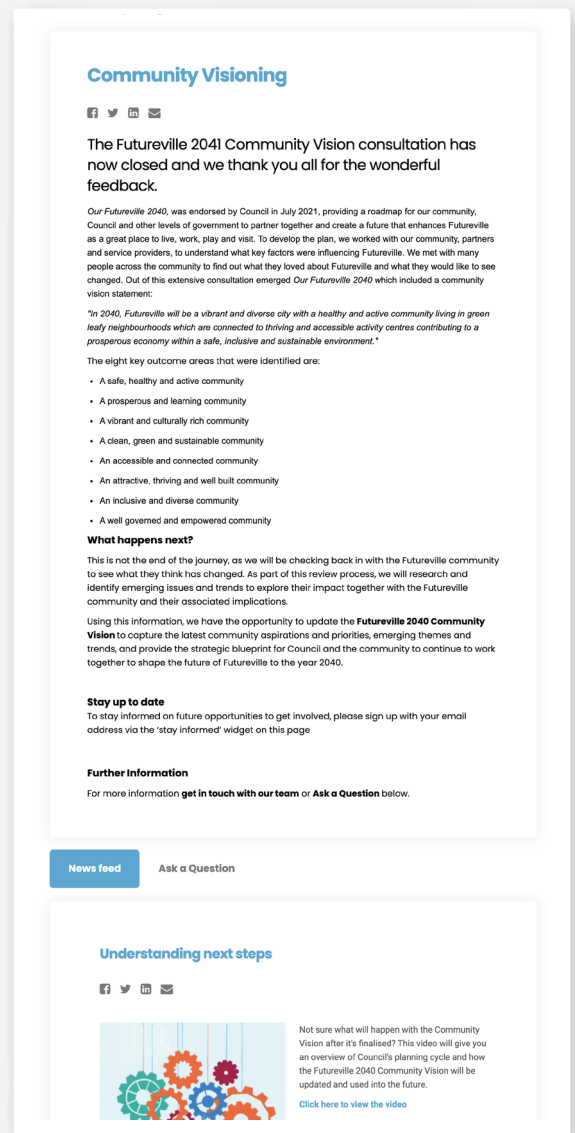 Community Visioning
The Futureville 2041 Community Vision consultation has
now closed and we thank you all for the wonderful
feedback.
Our Futureville 2040, was endorsed by Council in July 2021, providing a roadmap for our community,
Council and other levels of government to partner together and create a future that enhances Futureville
as a great place to live, work, play and visit. To develop the plan, we worked with our community, partners
and service providers, to understand what key factors were influencing Futureville. We met with many
people across the community to find out what they loved about Futureville and what they would like to see
changed. Out of this extensive consultation emerged Our Futureville 2040 which included a community
vision statement:
"in 2040, Futureville will be a vibrant and diverse city with a healthy and active community living in green
leafy neighbourhoods which are connected to thriving and accessible activity centres contributing to a
prosperous economy within a safe, inclusive and sustainable environment."
The eight key outcome areas that were identified are:
• A safe, healthy and active community
• A prosperous and learning community
• A vibrant and culturally rich community
• A clean, green and sustainable community
• An accessible and connected community
• An attractive, thriving and well built community
• An inclusive and diverse community
• A well governed and empowered community
What happens next?
This is not the end of the journey, as we will be checking back in with the Futureville community
to see what they think has changed. As part of this review process, we will research and
identify emerging issues and trends to explore their impact together with the Futureville
community and their associated implications.
Using this information, we have the opportunity to update the Futureville 2040 Community
Vision to capture the latest community aspirations and priorities, emerging themes and
trends, and provide the strategic blueprint for Council and the community to continue to work
together to shape the future of Futureville to the year 2040.
Stay up to date
To stay informed on future opportunities to get involved, please sign up with your email
address via the 'stay informed' widget on this page
Further Information
For more information get in touch with our team or Ask a Question below.
News feed
Ask a Question
Understanding next steps
Not sure what will happen with the Community
Vision after it's finalised? This video will give you
an overview of Council's planning cycle and how
the Futureville 2040 Community Vision will be
updated and used into the future.
Click here to view the video